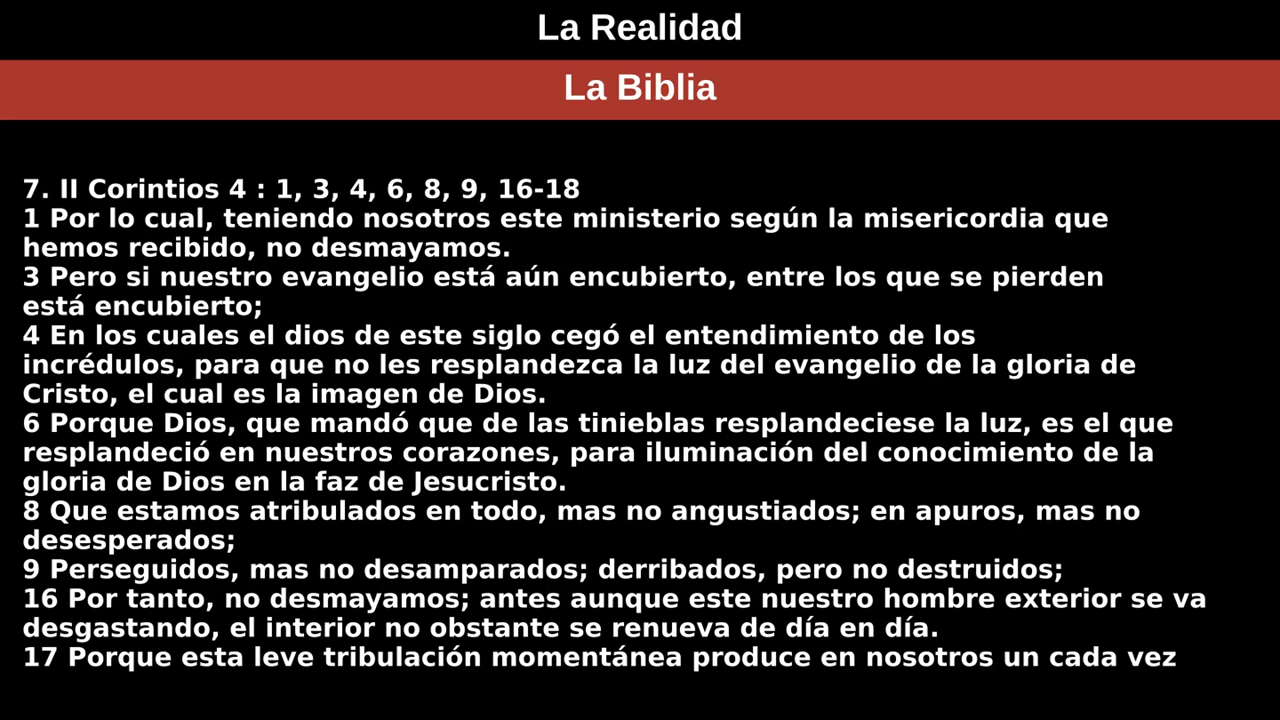 La Realidad
La Biblia
7. II Corintios 4 : 1, 3, 4, 6, 8, 9, 16-18
1 Por lo cual, teniendo nosotros este ministerio según la misericordia que
hemos recibido, no desmayamos.
3 Pero si nuestro evangelio está aún encubierto, entre los que se pierden
está encubierto;
4 En los cuales el dios de este siglo cegó el entendimiento de los
incrédulos, para que no les resplandezca la luz del evangelio de la gloria de
Cristo, el cual es la imagen de Dios.
6 Porque Dios, que mandó que de las tinieblas resplandeciese la luz, es el que
resplandeció en nuestros corazones, para iluminación del conocimiento de la
gloria de Dios en la faz de Jesucristo.
8 Que estamos atribulados en todo, mas no angustiados; en apuros, mas no
desesperados;
9 Perseguidos, mas no desamparados; derribados, pero no destruidos;
16 Por tanto, no desmayamos; antes aunque este nuestro hombre exterior se va
desgastando, el interior no obstante se renueva de día en día.
17 Porque esta leve tribulación momentánea produce en nosotros un cada vez